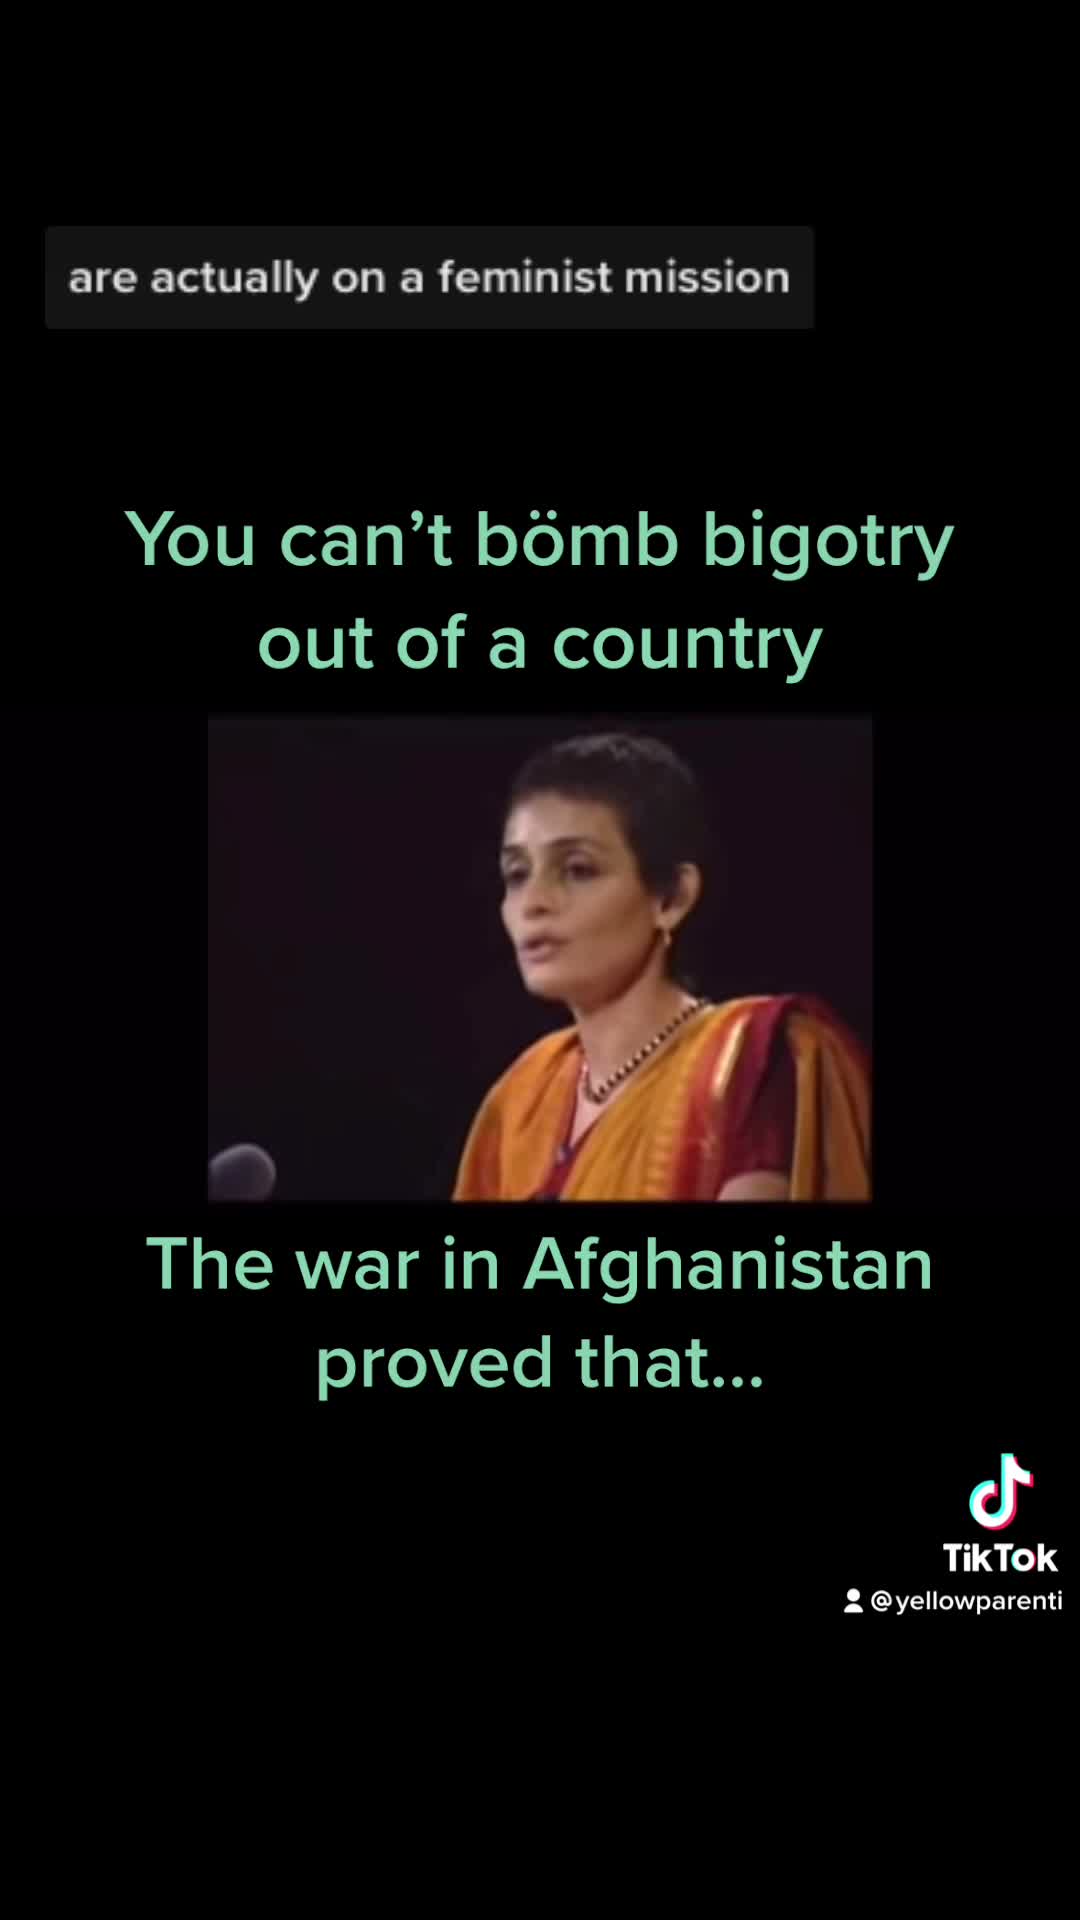 are actually on a feminist mission
You can’t bömb bigotry
out of a country
The war in Afghanistan
proved that...
TikTok
@yellowparenti